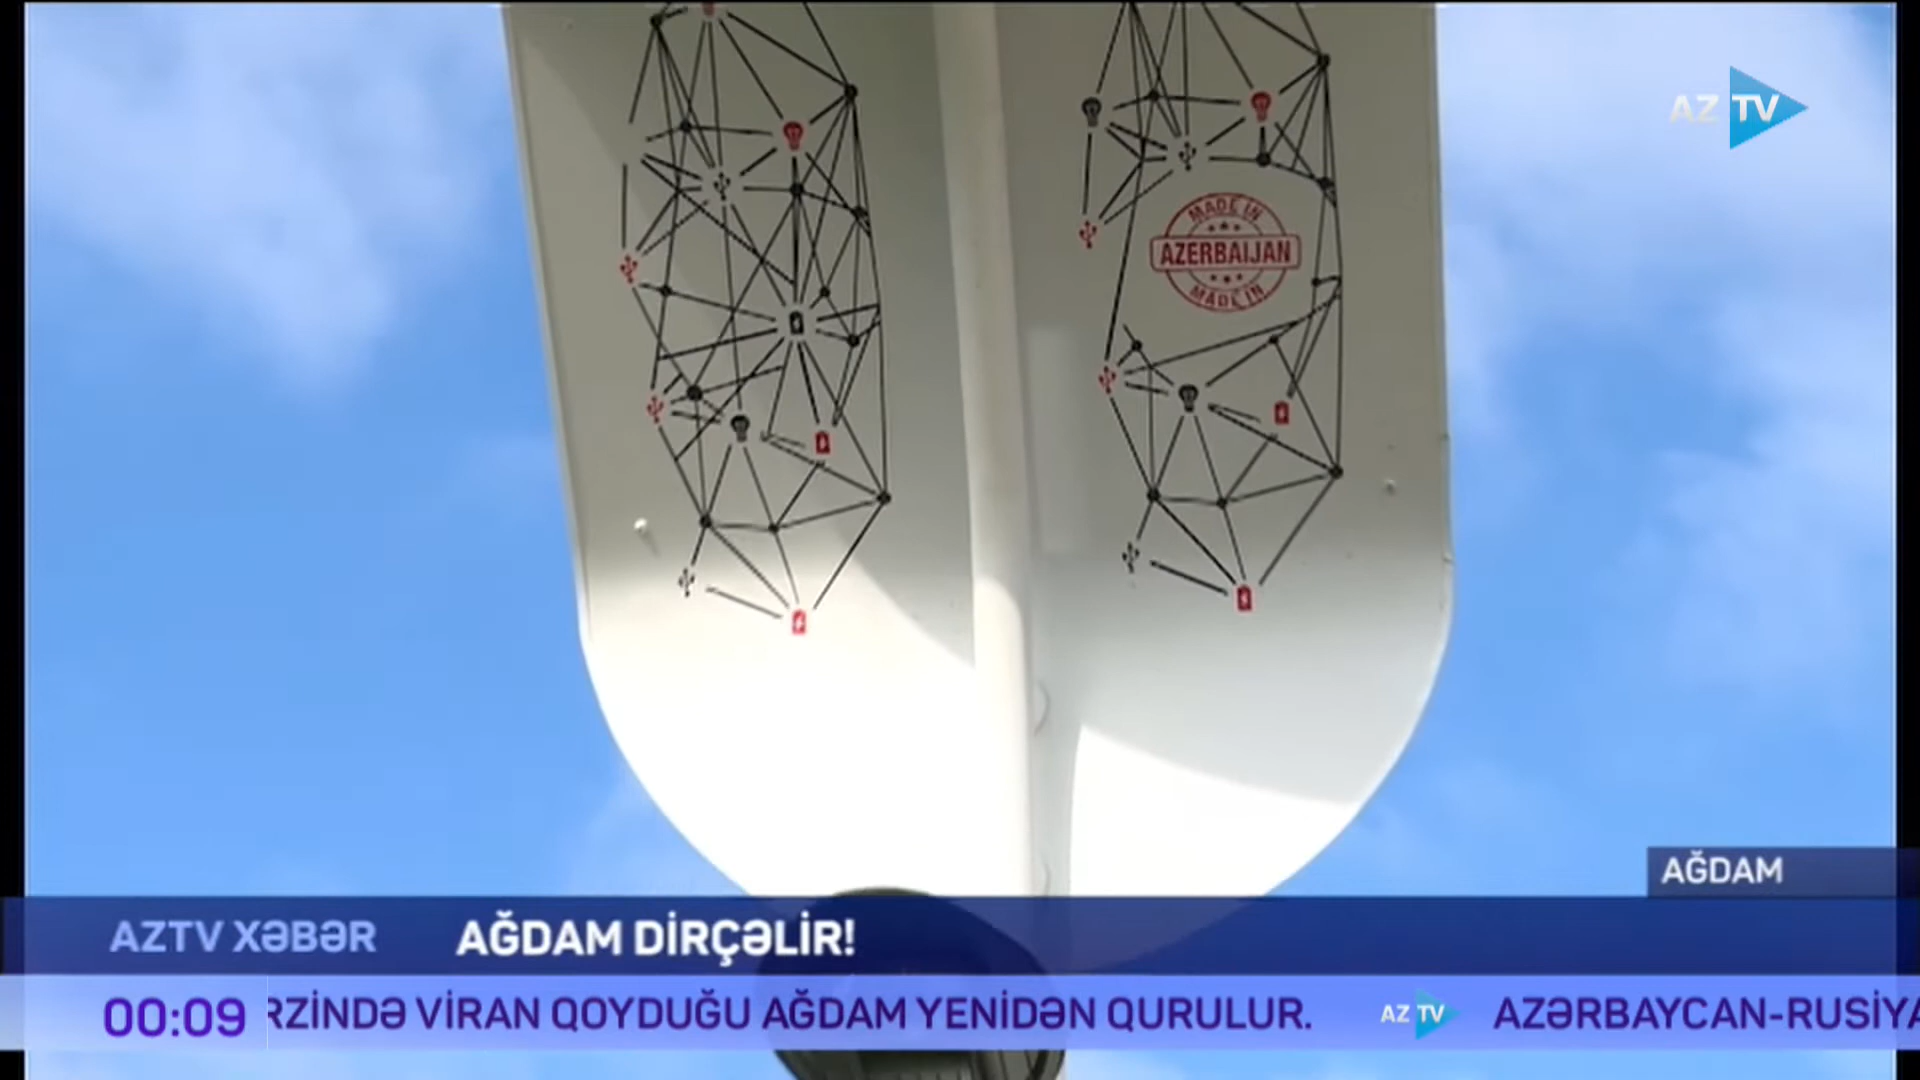 AZ TV
MADE IN
AZERBAIJAN
MADE IN
AĞDAM
AZTV XƏBƏR
AĞDAM DİRÇƏLİR!
00:09
RZİNDƏ VİRAN QOYDUĞU AĞDAM YENİDƏN QURULUR.
AZ TV
AZƏRBAYCAN-RUSİYA